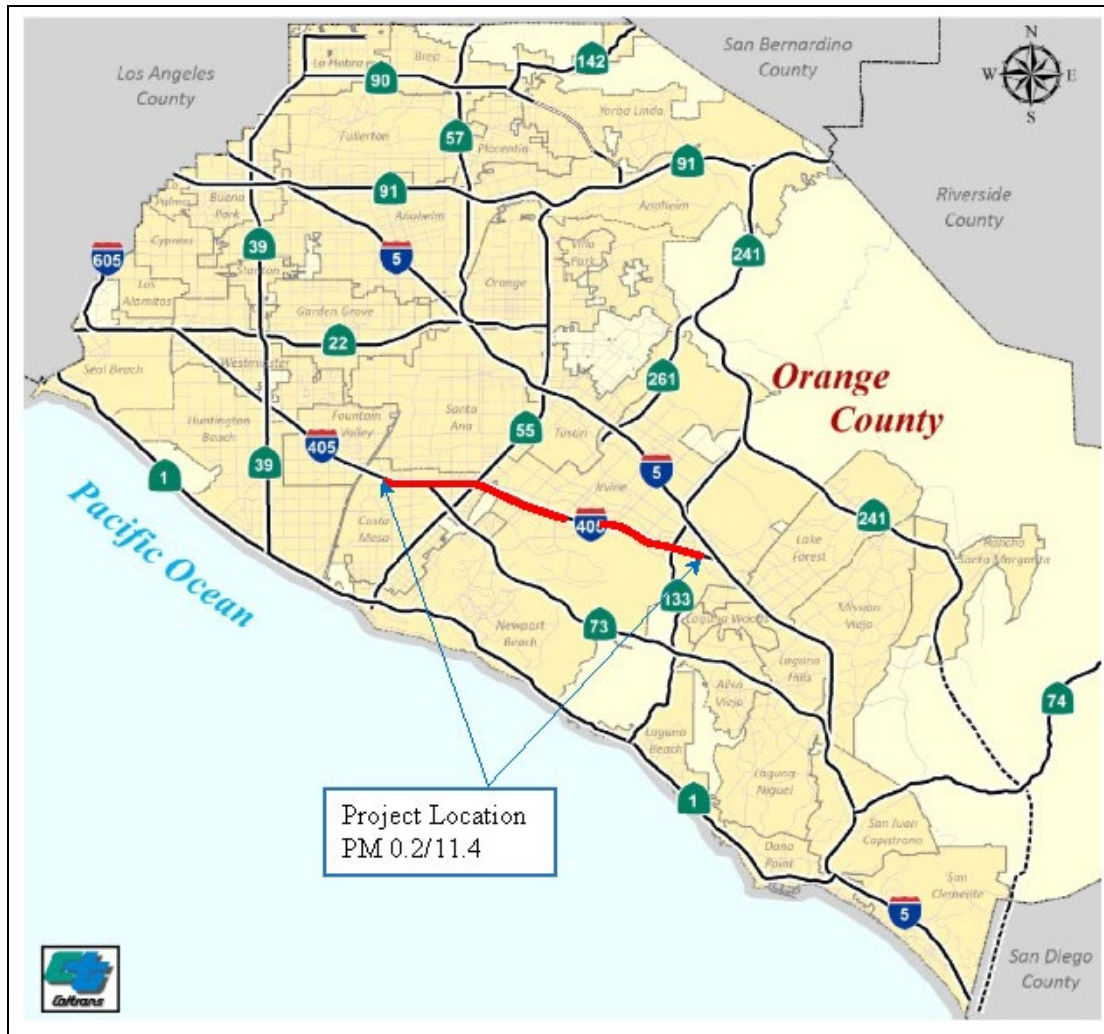 Los Angeles
County
San Bernardino
County
N
W
E
S
Riverside
County
La Habra
Brea
90
142
57
Yorba Linda
Fullerton
Placentia
91
91
La
Palma
Buena
Park
Anaheim
Anaheim
39
Cypress
5
Villa
Park
241
605
Stanton
Orange
Los
Alamitos
Garden Grove
22
Seal Beach
Westminster
261
Orange
County
Huntington
Beach
Fountain
Valley
Santa
Ana
55
Tustin
405
39
1
5
Irvine
241
405
Costa
Mesa
Lake
Forest
Rancho
Santa Margarita
Pacific Ocean
133
Laguna Woods
Mission
Viejo
Newport
Beach
73
Laguna
Hills
Aliso
Viejo
74
Laguna
Beach
Laguna
Niguel
Project Location
PM 0.2/11.4
1
San Juan
Capistrano
Dana
Point
San
Clemente
5
San Diego
County
CT
Caltrans